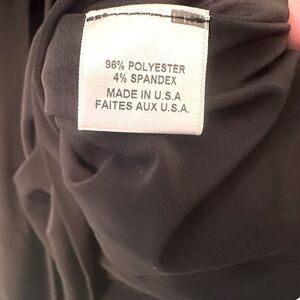 96% POLYESTER
4% SPANDEX
MADE IN U.S.A
FAITES AUX U.S.A.